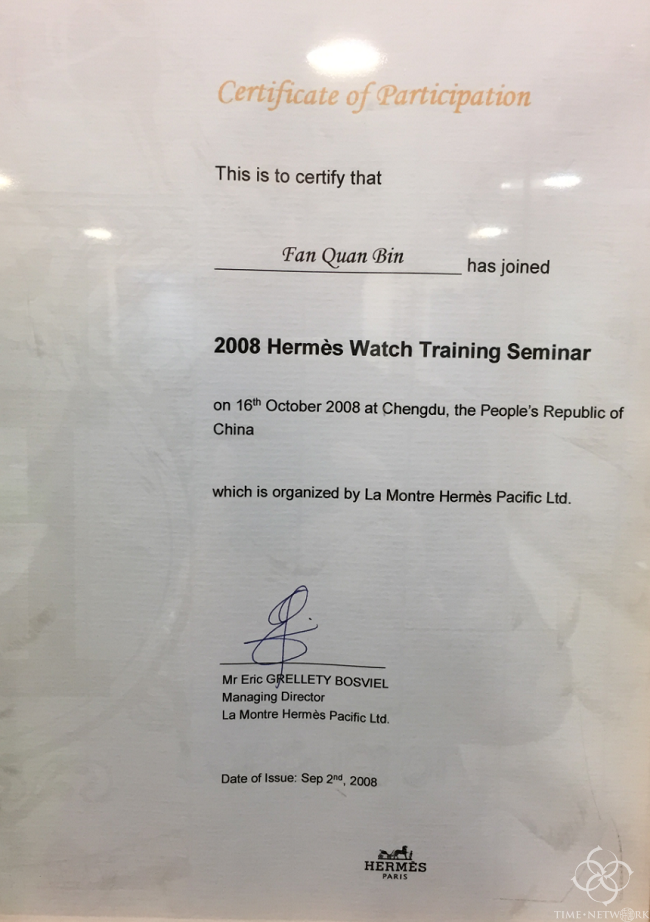 Certificate of Participation
This is to certify that
Fan Quan Bin has joined
2008 Hermès Watch Training Seminar
on 16th October 2008 at Chengdu, the People's Republic of
China
which is organized by La Montre Hermès Pacific Ltd.
Mr Eric GRELLETY BOSVIEL
Managing Director
La Montre Hermès Pacific Ltd.
Date of Issue: Sep 2nd, 2008
HERMÈS
PARIS
TIME·NETWORK